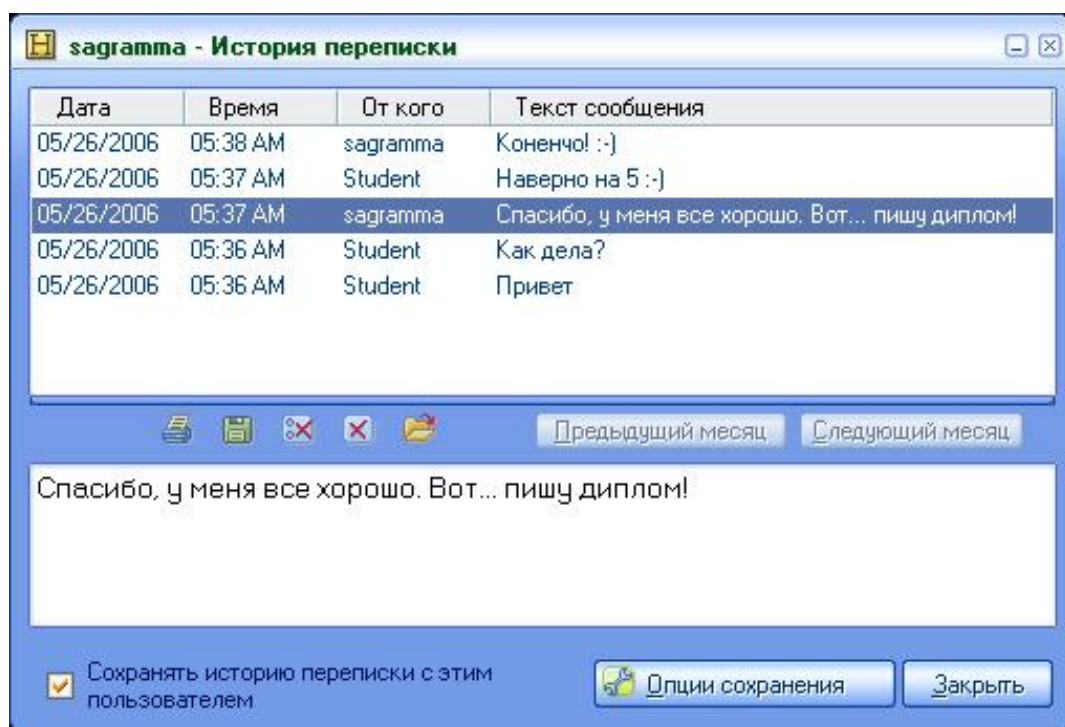 sagramma - История переписки
Дата Время От кого Текст сообщения
05/26/2006 05:38 AM sagramma Коненчо! :-)
05/26/2006 05:37 AM Student Наверно на 5 :-)
05/26/2006 05:37 AM sagramma Спасибо, у меня все хорошо. Вот... пишу диплом!
05/26/2006 05:36 AM Student Как дела?
05/26/2006 05:36 AM Student Привет
Предыдущий месяц Следующий месяц
Спасибо, у меня все хорошо. Вот... пишу диплом!
Сохранять историю переписки с этим
пользователем
Опции сохранения Закрыть